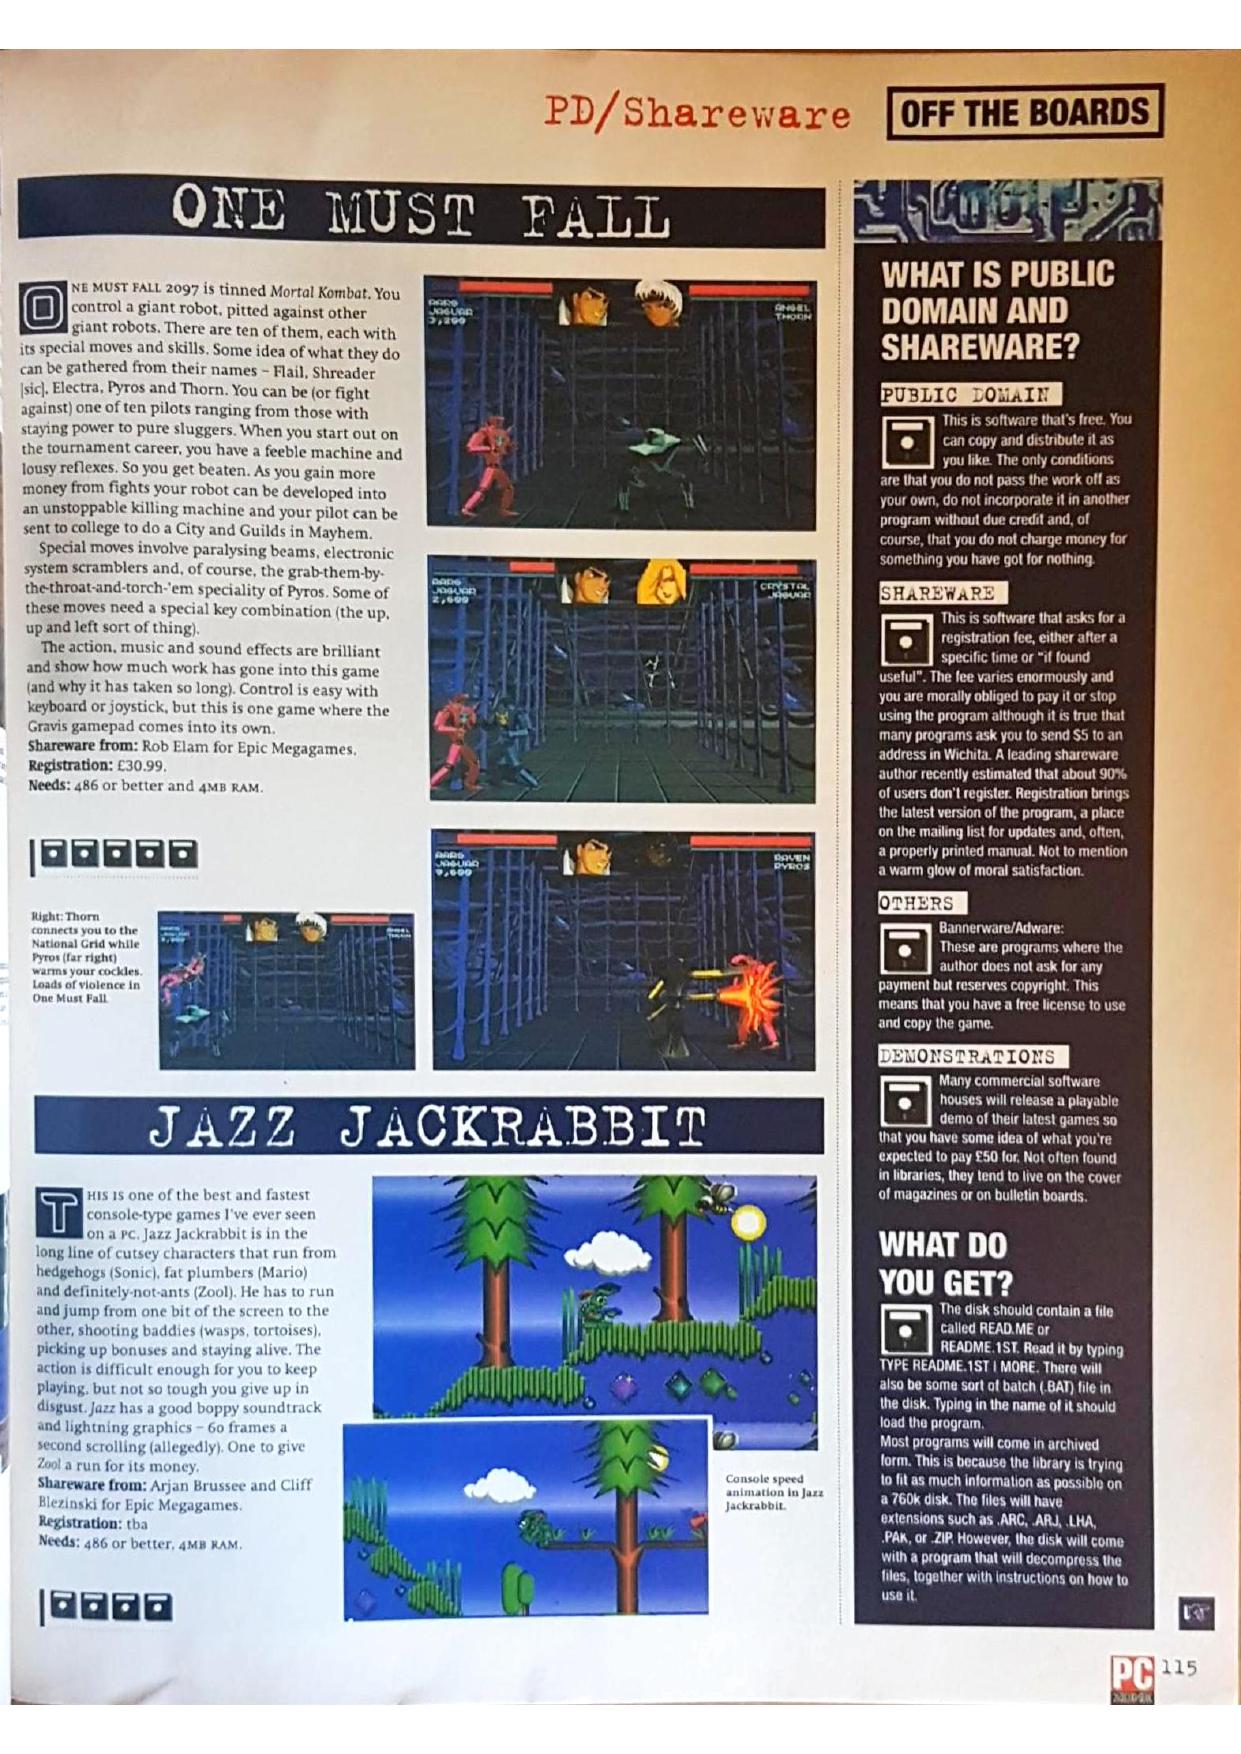 PD/Shareware
OFF THE BOARDS
ONE MUST FALL
ONE MUST FALL 2097 is tinned Mortal Kombat. You
control a giant robot, pitted against other
giant robots. There are ten of them, each with
its special moves and skills. Some idea of what they do
can be gathered from their names – Flail, Shreader
[sic], Electra, Pyros and Thorn. You can be (or fight
against) one of ten pilots ranging from those with
staying power to pure sluggers. When you start out on
the tournament career, you have a feeble machine and
lousy reflexes. So you get beaten. As you gain more
money from fights your robot can be developed into
an unstoppable killing machine and your pilot can be
sent to college to do a City and Guilds in Mayhem.
Special moves involve paralysing beams, electronic
system scramblers and, of course, the grab-them-by-
the-throat-and-torch-'em speciality of Pyros. Some of
these moves need a special key combination (the up,
up and left sort of thing).
The action, music and sound effects are brilliant
and show how much work has gone into this game
(and why it has taken so long). Control is easy with
keyboard or joystick, but this is one game where the
Gravis gamepad comes into its own.
Shareware from: Rob Elam for Epic Megagames.
Registration: £30.99.
Needs: 486 or better and 4MB RAM.
JAGUAR
ANGEL
THORN
JAGUAR
2,600
CRYSTAL
JAGUAR
JAGUAR
9,600
RAVEN
PYROS
Right: Thorn
connects you to the
National Grid while
Pyros (far right)
warms your cockles.
Loads of violence in
One Must Fall.
JAZZ JACKRABBIT
THIS IS one of the best and fastest
console-type games I've ever seen
on a PC. Jazz Jackrabbit is in the
long line of cutsey characters that run from
hedgehogs (Sonic), fat plumbers (Mario)
and definitely-not-ants (Zool). He has to run
and jump from one bit of the screen to the
other, shooting baddies (wasps, tortoises),
picking up bonuses and staying alive. The
action is difficult enough for you to keep
playing, but not so tough you give up in
disgust. Jazz has a good boppy soundtrack
and lightning graphics – 60 frames a
second scrolling (allegedly). One to give
Zool a run for its money.
Shareware from: Arjan Brussee and Cliff
Blezinski for Epic Megagames.
Registration: tba
Needs: 486 or better, 4MB RAM.
Console speed
animation in Jazz
Jackrabbit.
WHAT IS PUBLIC
DOMAIN AND
SHAREWARE?
PUBLIC DOMAIN
This is software that's free. You
can copy and distribute it as
you like. The only conditions
are that you do not pass the work off as
your own, do not incorporate it in another
program without due credit and, of
course, that you do not charge money for
something you have got for nothing.
SHAREWARE
This is software that asks for a
registration fee, either after a
specific time or "if found
useful". The fee varies enormously and
you are morally obliged to pay it or stop
using the program although it is true that
many programs ask you to send $5 to an
address in Wichita. A leading shareware
author recently estimated that about 90%
of users don't register. Registration brings
the latest version of the program, a place
on the mailing list for updates and, often,
a properly printed manual. Not to mention
a warm glow of moral satisfaction.
OTHERS
Bannerware/Adware:
These are programs where the
author does not ask for any
payment but reserves copyright. This
means that you have a free license to use
and copy the game.
DEMONSTRATIONS
Many commercial software
houses will release a playable
demo of their latest games so
that you have some idea of what you're
expected to pay £50 for. Not often found
in libraries, they tend to live on the cover
of magazines or on bulletin boards.
WHAT DO
YOU GET?
The disk should contain a file
called READ.ME or
README.1ST. Read it by typing
TYPE README.1ST | MORE. There will
also be some sort of batch (.BAT) file in
the disk. Typing in the name of it should
load the program.
Most programs will come in archived
form. This is because the library is trying
to fit as much information as possible on
a 760k disk. The files will have
extensions such as .ARC, .ARJ, .LHA,
.PAK, or .ZIP. However, the disk will come
with a program that will decompress the
files, together with instructions on how to
use it.
PC
115